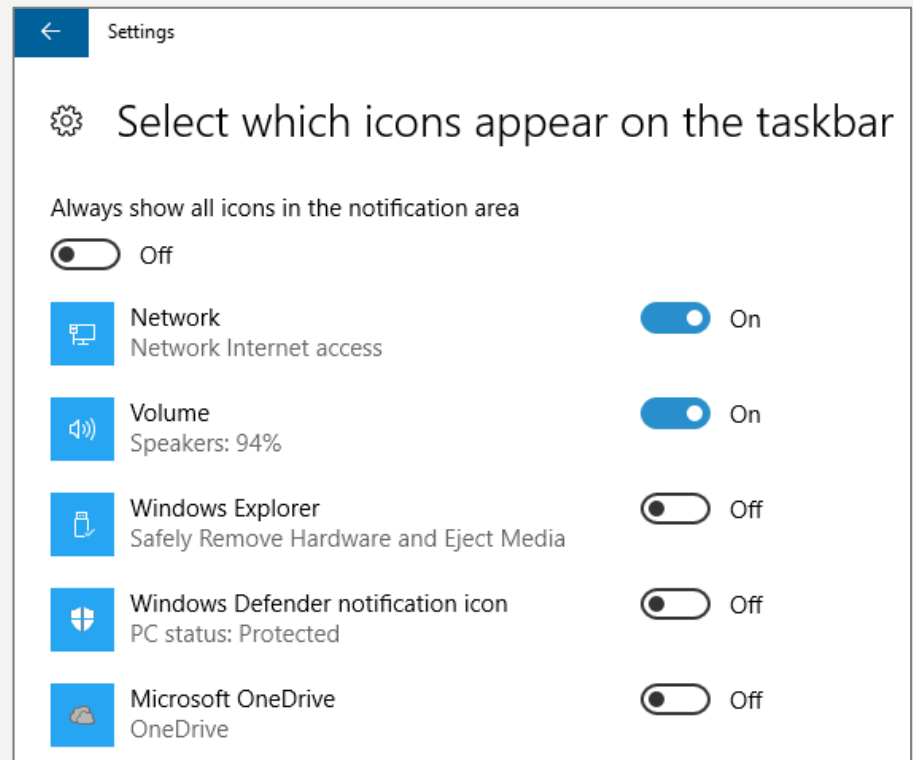 Settings
Select which icons appear on the taskbar
Always show all icons in the notification area
Off
Network
On
Network Internet access
Volume
On
Speakers: 94%
Windows Explorer
Off
Safely Remove Hardware and Eject Media
Windows Defender notification icon
Off
PC status: Protected
Microsoft OneDrive
Off
OneDrive